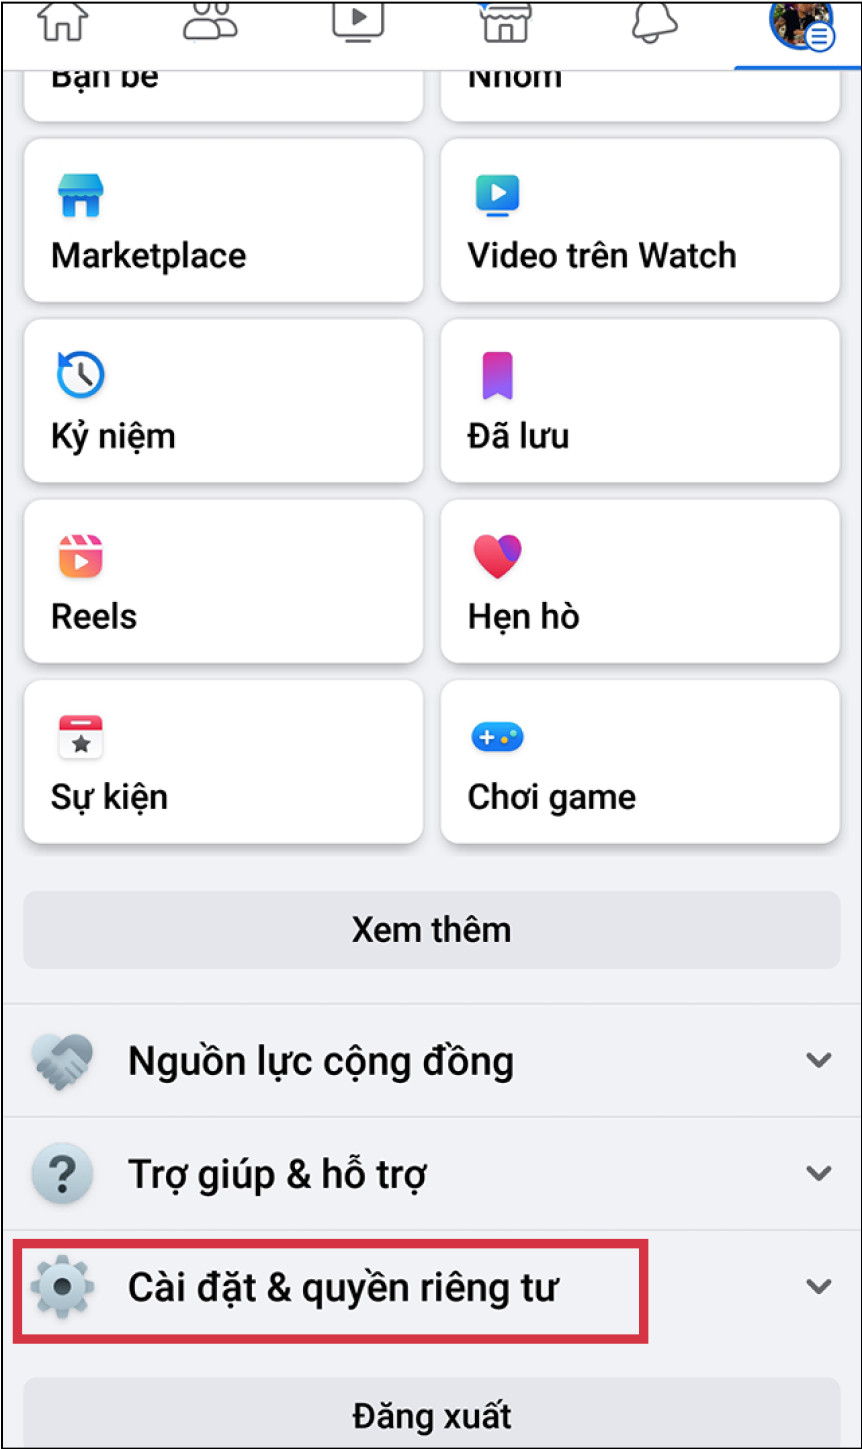 Bạn bè
Nhóm
Marketplace
Video trên Watch
Kỷ niệm
Đã lưu
Reels
Hẹn hò
Sự kiện
Chơi game
Xem thêm
Nguồn lực cộng đồng
Trợ giúp & hỗ trợ
Cài đặt & quyền riêng tư
Đăng xuất